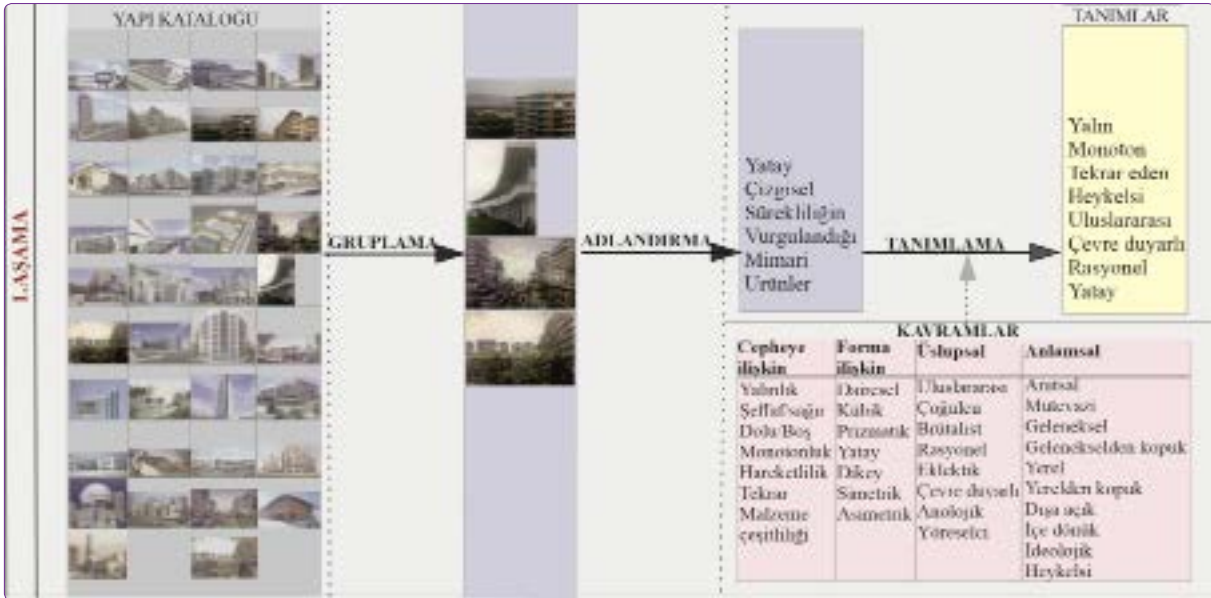 LAŞAMA
YAPI KATALOĞU
GRUPLAMA
ADLANDIRMA
Yatay
Çizgisel
Sürekliliğin
Vurgulandığı
Mimari
Ürünler
TANIMLAMA
TANIMLAR
Yalın
Monoton
Tekrar eden
Heykelsi
Uluslararası
Çevre duyarlı
Rasyonel
Yatay
KAVRAMLAR
Cepheye
ilişkin
Yalınlık
Şeffaf/sağır
Dolu/Boş
Monotonluk
Hareketlilik
Tekrar
Malzeme
çeşitliliği
Forma
ilişkin
Dairesel
Kübik
Prizmatik
Yatay
Dikey
Simetrik
Asimetrik
Üslupsal
Uluslararası
Çoğulcu
Brütalist
Rasyonel
Eklektik
Çevre duyarlı
Anolojik
Yöreselci
Anlamsal
Anıtsal
Mutevazi
Geleneksel
Gelenekselden kopuk
Yerel
Yerelden kopuk
Dışa açık
İçe dönük
İdeolojik
Heykelsi